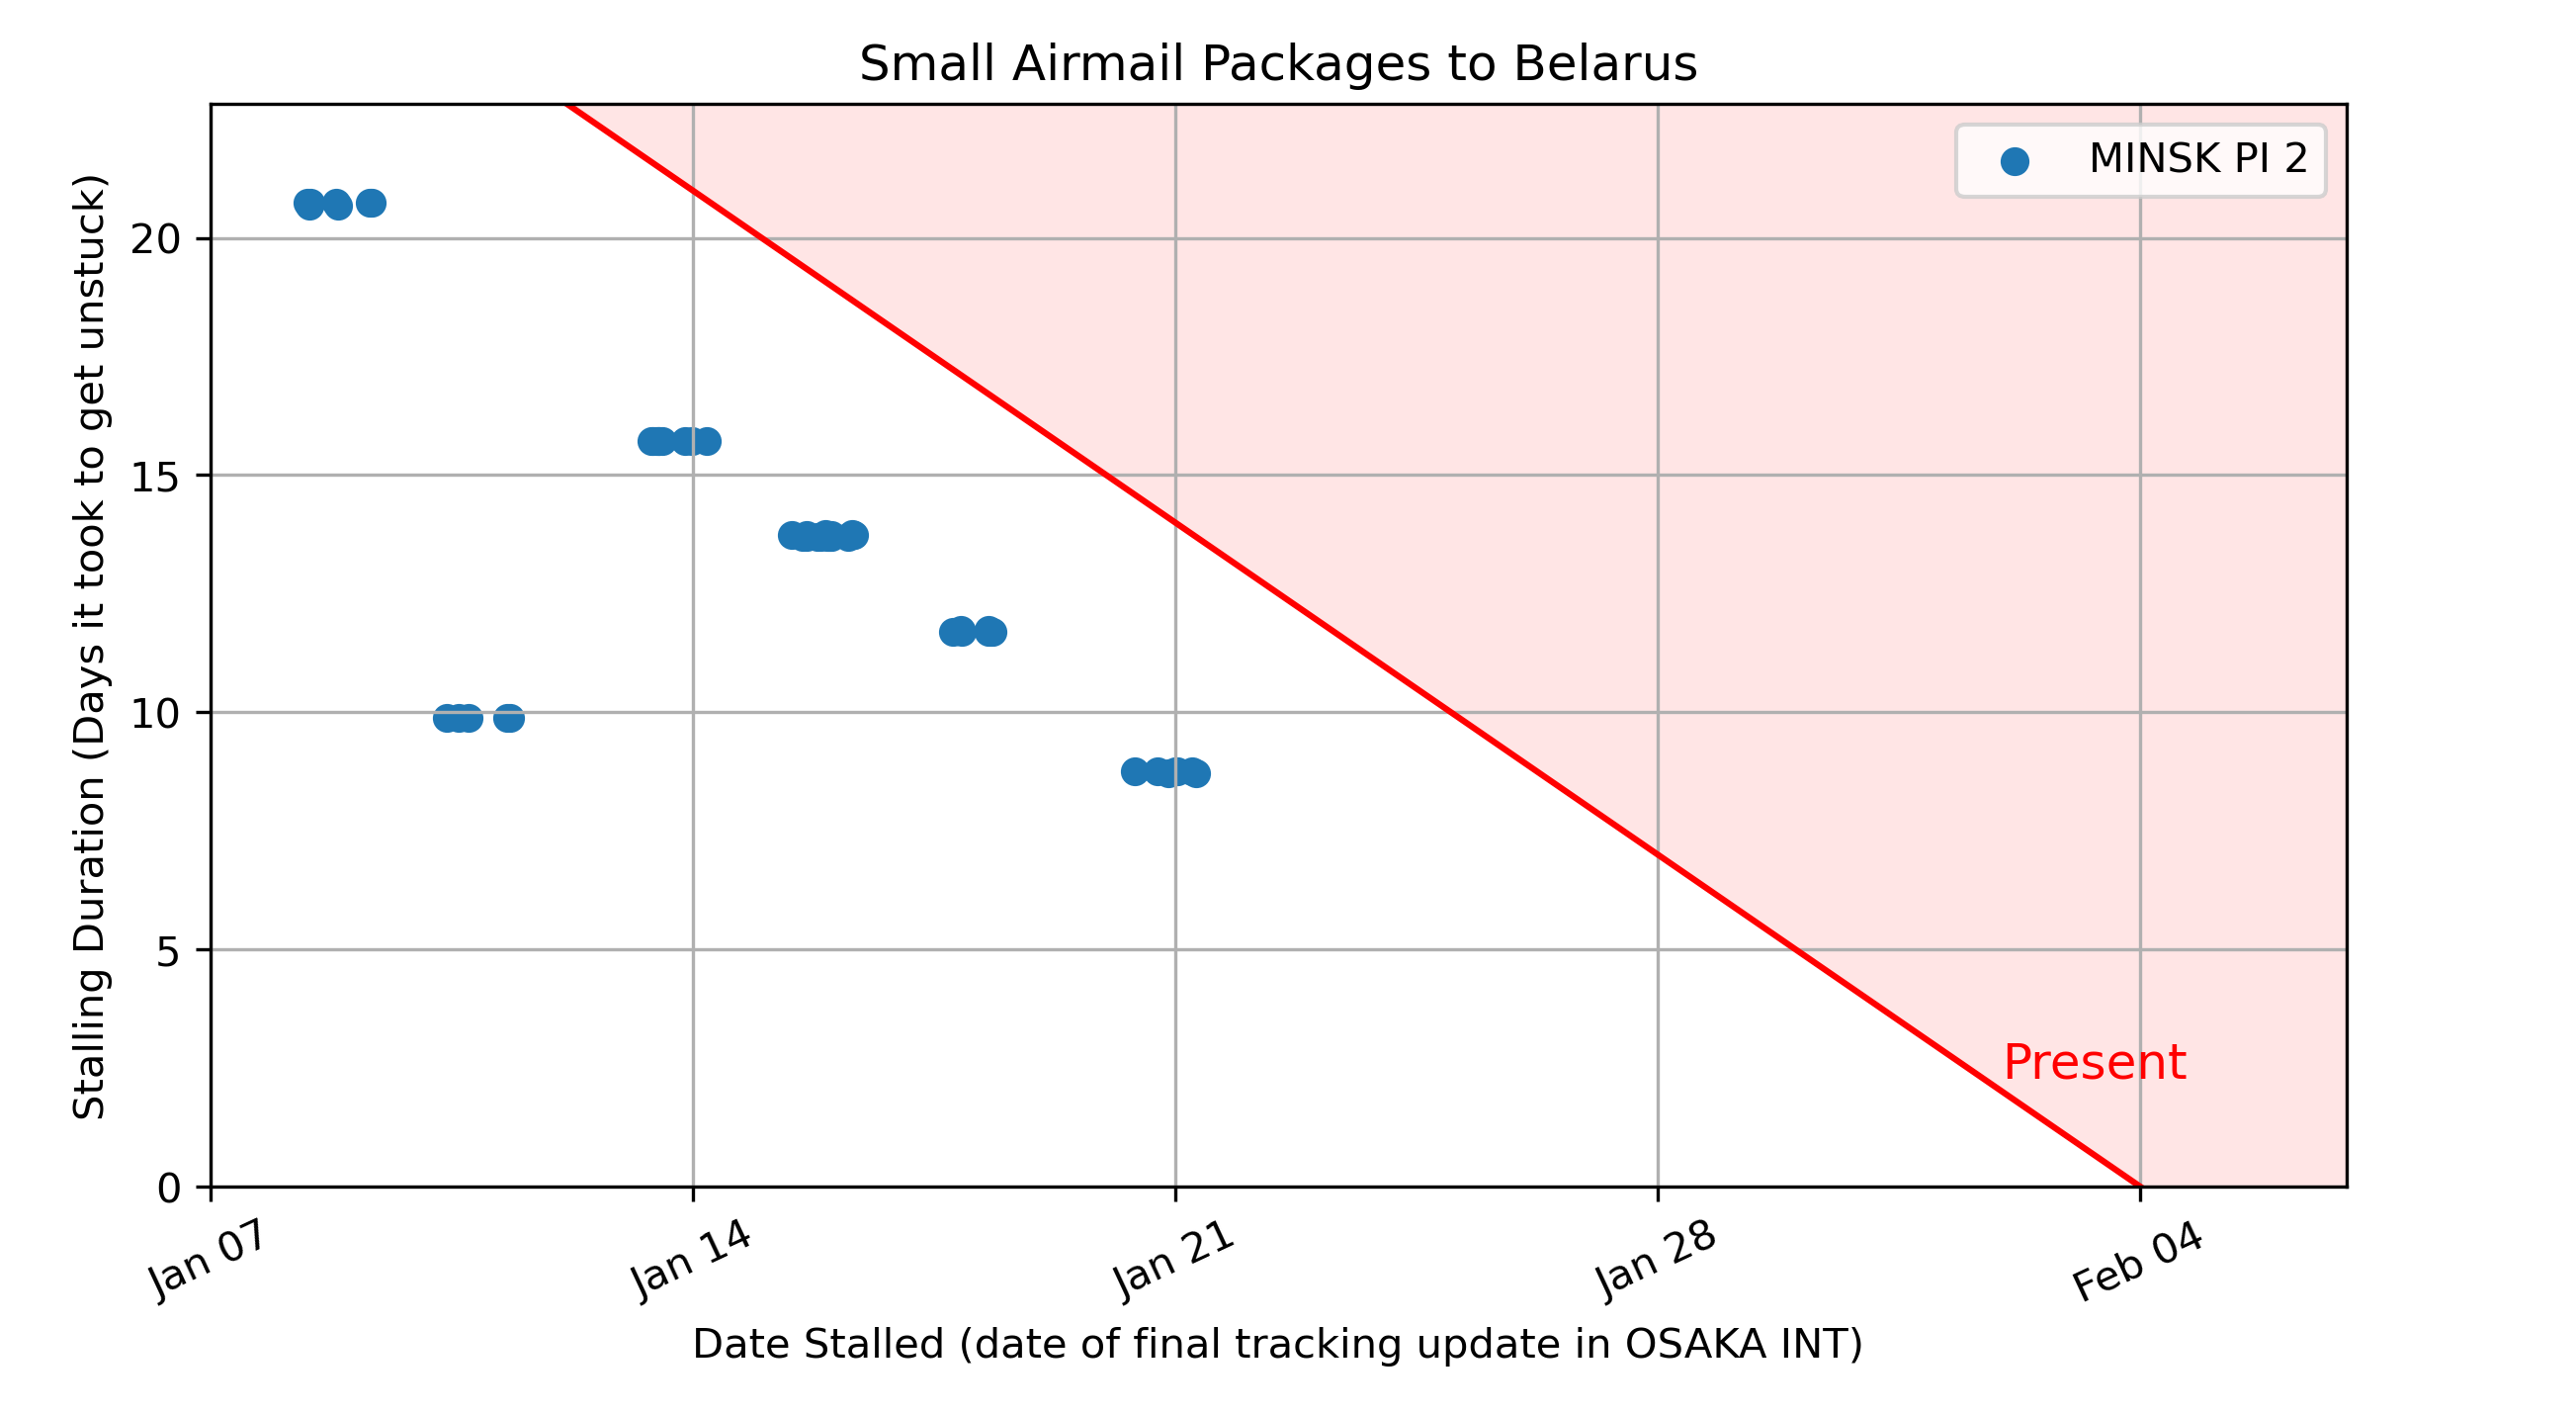 Small Airmail Packages to Belarus
MINSK PI 2
Stalling Duration (Days it took to get unstuck)
20
15
10
5
0
Present
Jan 07
Jan 14
Jan 21
Jan 28
Feb 04
Date Stalled (date of final tracking update in OSAKA INT)